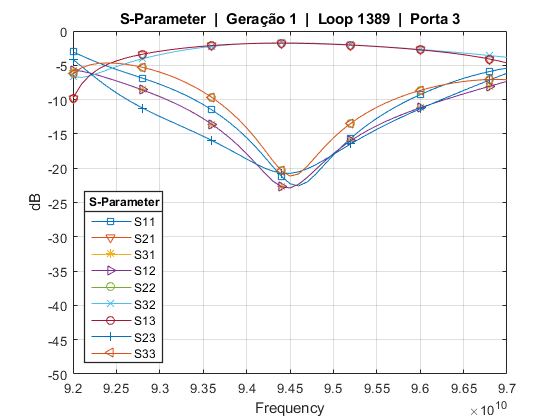 S-Parameter | Geração 1 | Loop 1389 | Porta 3
0
-5
-10
-15
-20
-25
-30
-35
-40
-45
-50
dB
S-Parameter
S11
S21
S31
S12
S22
S32
S13
S23
S33
9.2 9.25 9.3 9.35 9.4 9.45 9.5 9.55 9.6 9.65 9.7
Frequency
×10^10